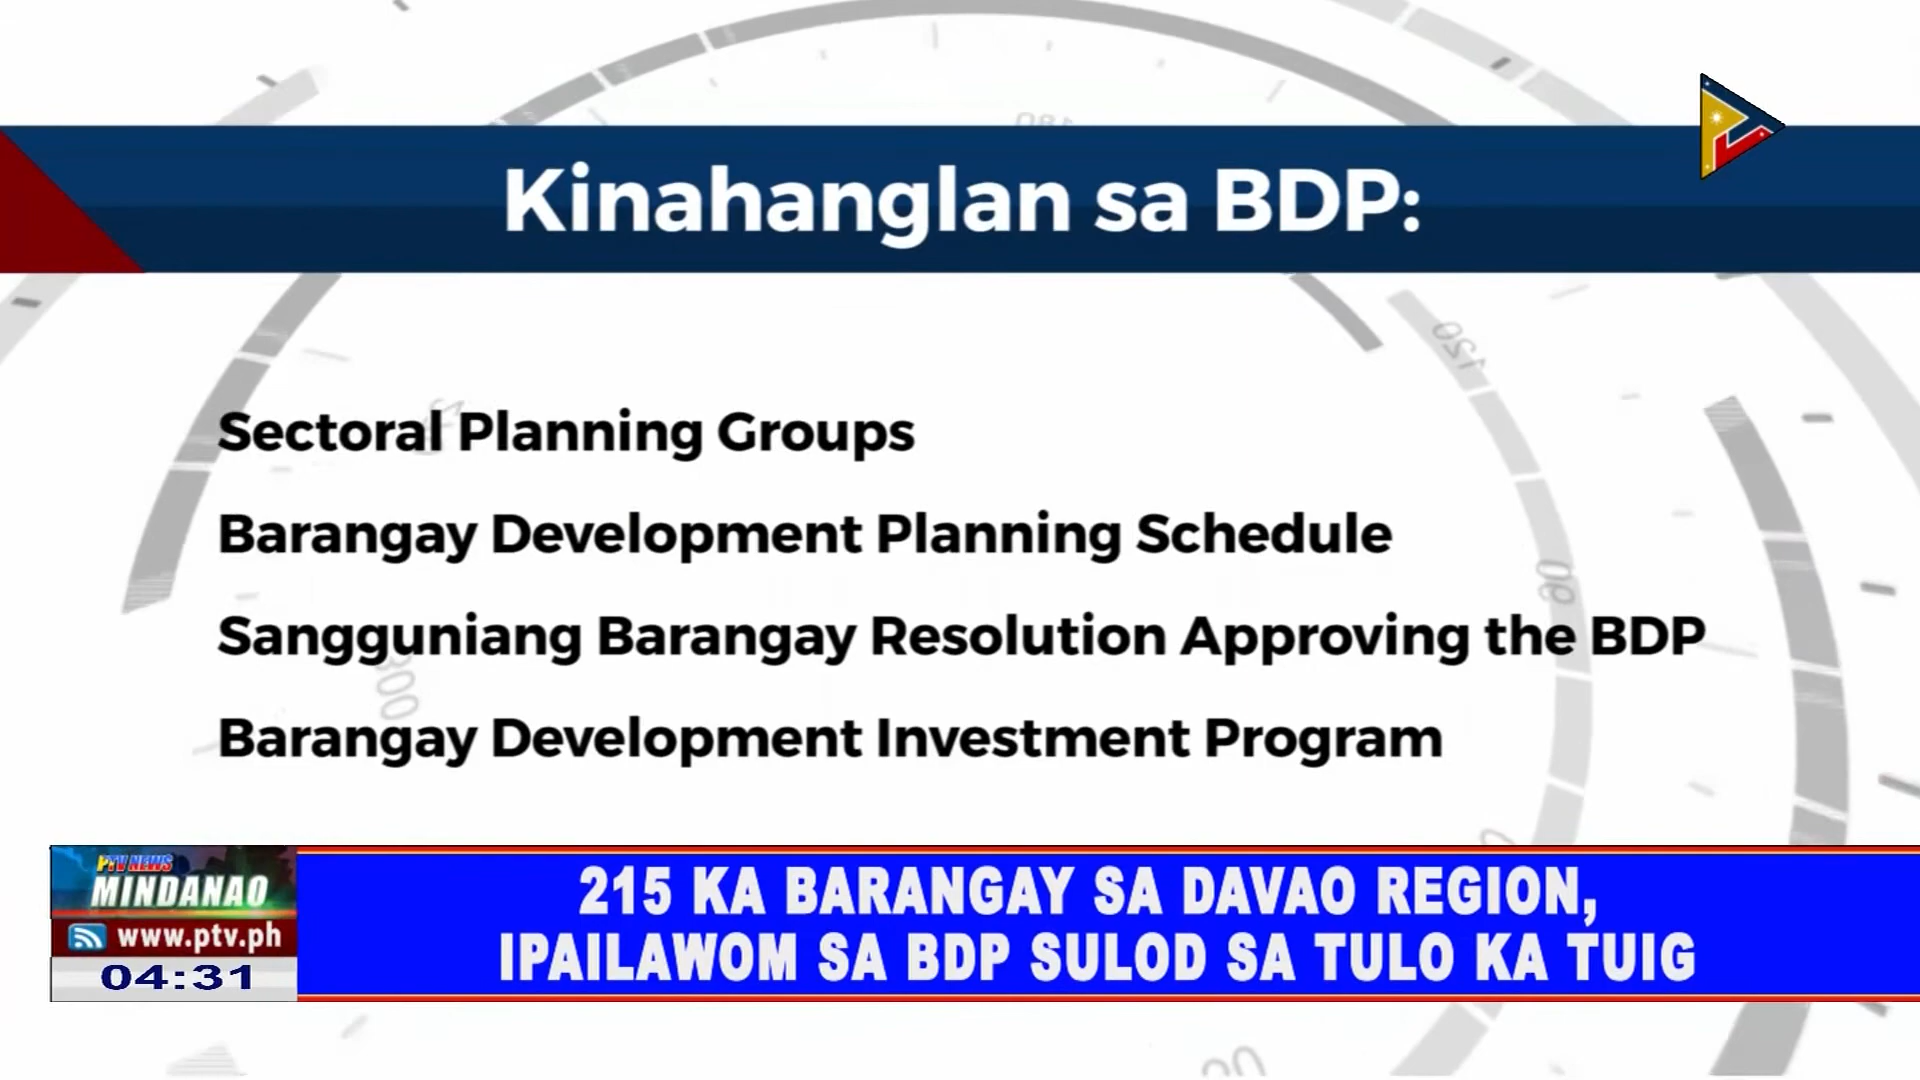 Kinahanglan sa BDP:
Sectoral Planning Groups
Barangay Development Planning Schedule
Sangguniang Barangay Resolution Approving the BDP
Barangay Development Investment Program
PTV NEWS
MINDANAO
www.ptv.ph
04:31
215 KA BARANGAY SA DAVAO REGION,
IPAILAWOM SA BDP SULOD SA TULO KA TUIG